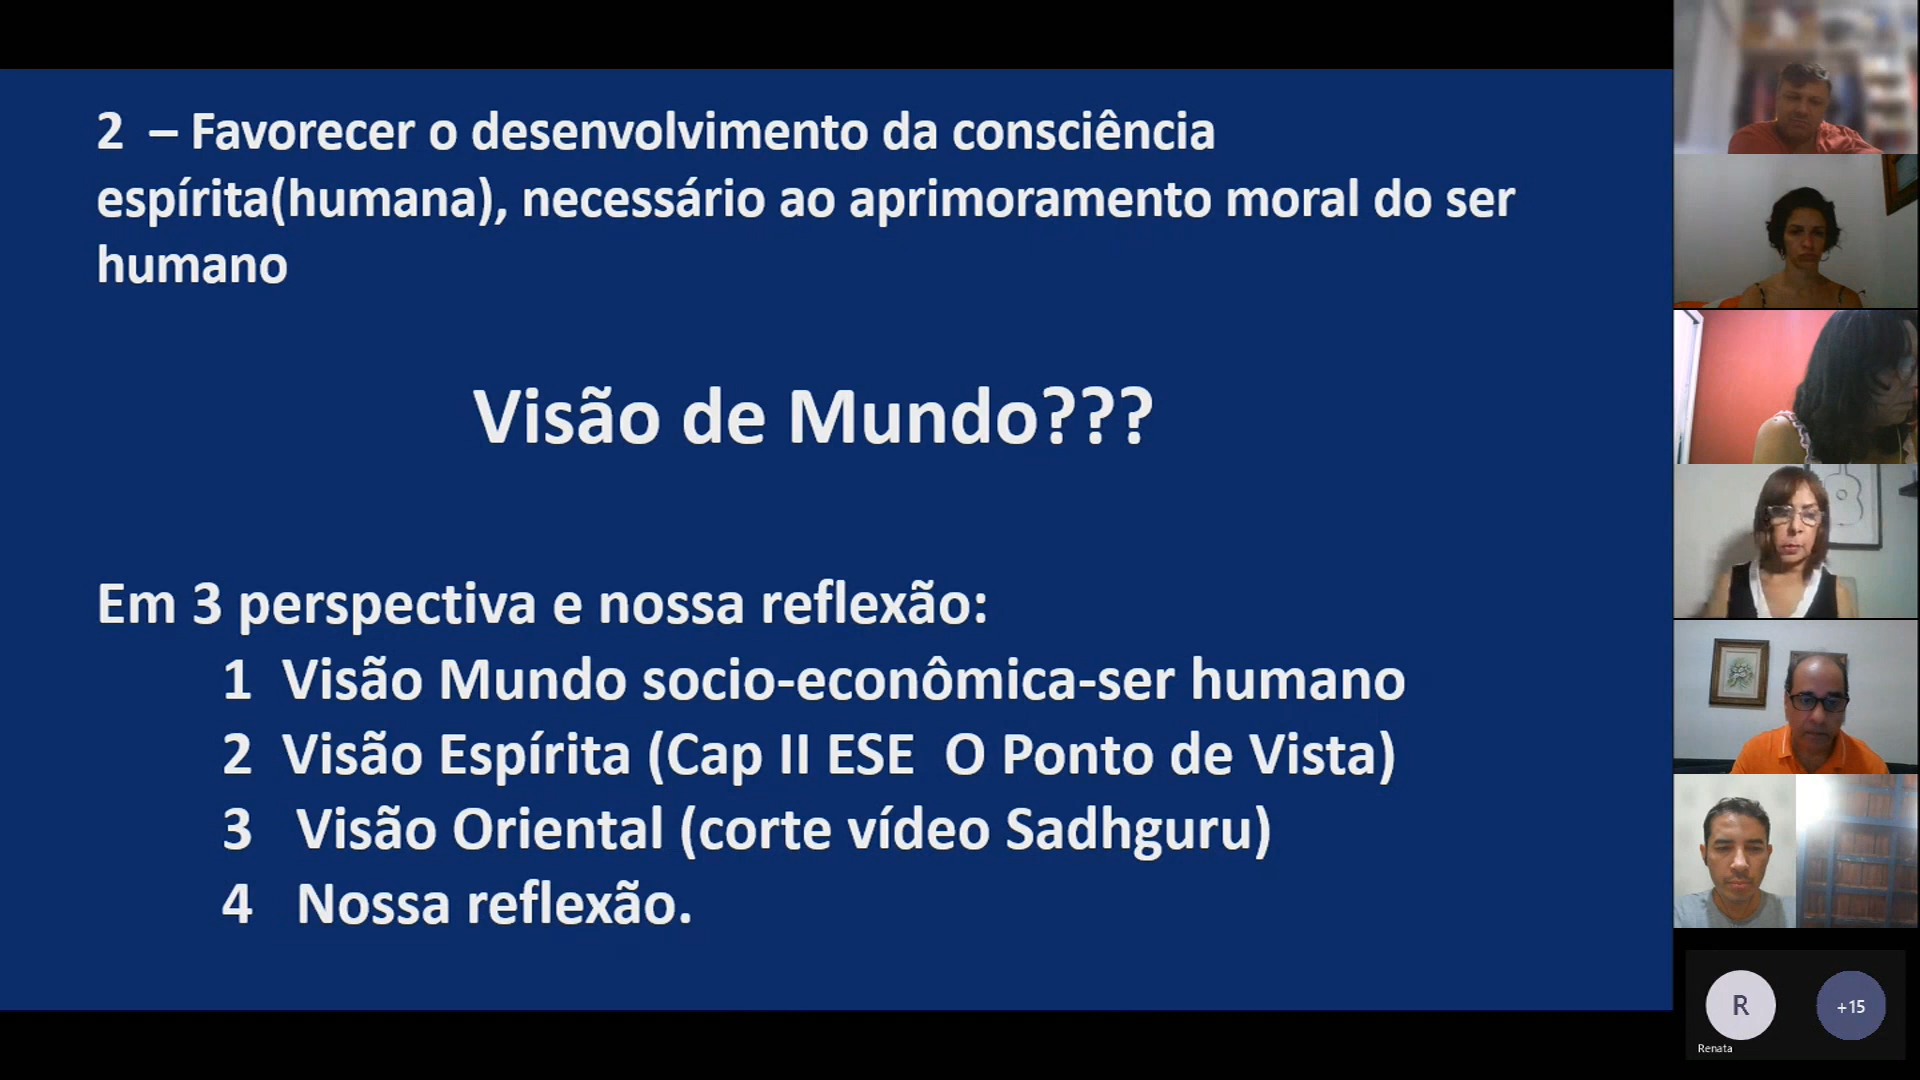 2 – Favorecer o desenvolvimento da consciência
espírita(humana), necessário ao aprimoramento moral do ser
humano
Visão de Mundo???
Em 3 perspectiva e nossa reflexão:
1 Visão Mundo socio-econômica-ser humano
2 Visão Espírita (Cap II ESE O Ponto de Vista)
3 Visão Oriental (corte vídeo Sadhguru)
4 Nossa reflexão.
R
+15
Renata